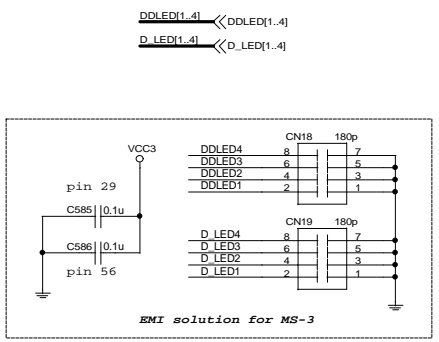 DDLED[1..4] DDLED[1..4]
D_LED[1..4] D_LED[1..4]
CN18 180p
VCC3
DDLED4 8 7
DDLED3 6 5
DDLED2 4 3
DDLED1 2 1
pin 29
C585 0.1u
CN19 180p
D_LED4 8 7
C586 0.1u
D_LED3 6 5
D_LED2 4 3
pin 56
D_LED1 2 1
EMI solution for MS-3